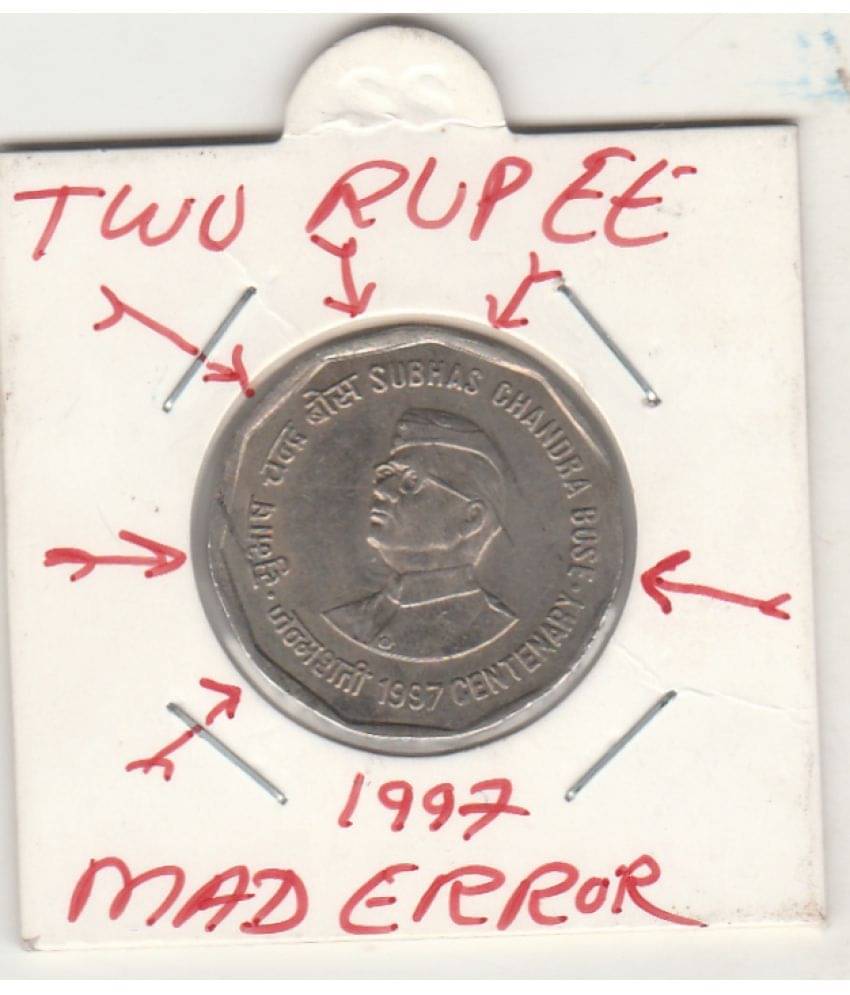 TWO RUPEE
सुभाष चन्द्र बोस SUBHAS CHANDRA BOSE
जन्मशती 1997 CENTENARY
1997
MAD ERROR